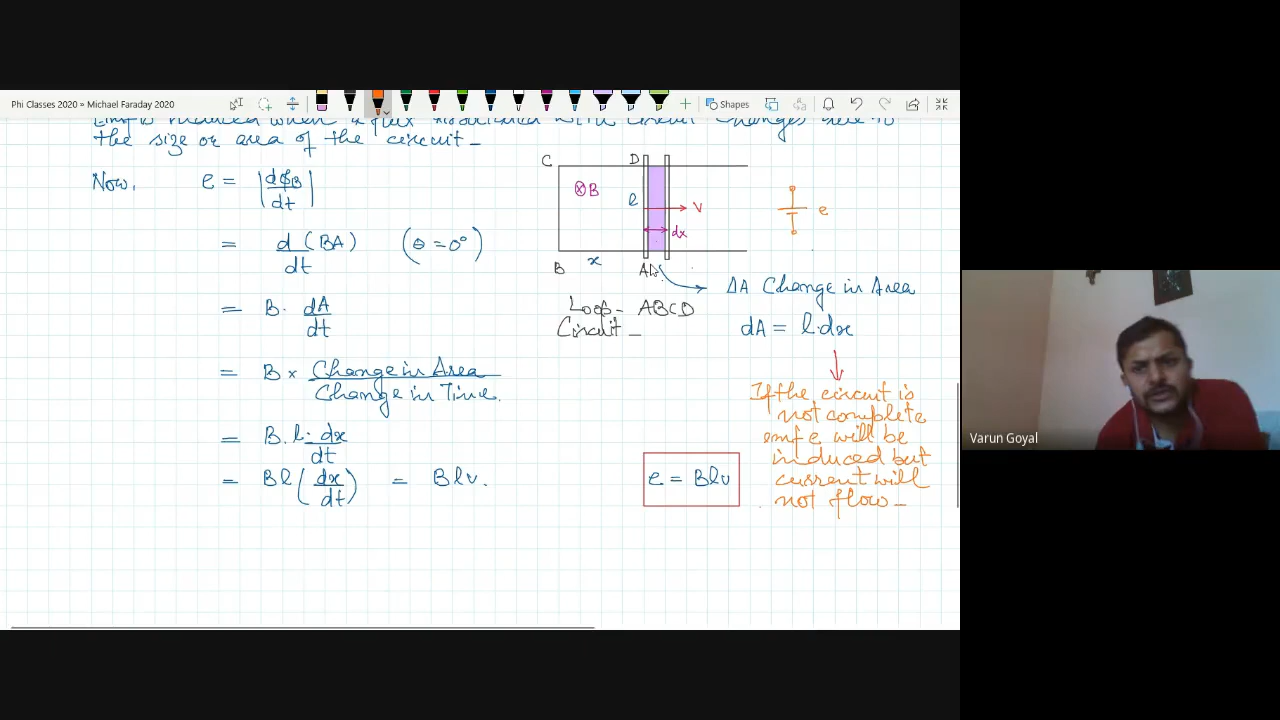 Phi Classes 2020 » Michael Faraday 2020
Shapes
the size or area of the circuit -
Now, e = |dϕB/dt|
= d/dt (BA) (θ = 0°)
= B · dA/dt
= B × Change in Area / Change in Time.
= B. l · dx/dt
= Bl (dx/dt) = Blv.
C D
⊗B l V
dx
B x A
e
Loop - ABCD
Circuit -
ΔA Change in Area
dA = l·dx
If the circuit is
not complete
emf e will be
induced but
current will
not flow -
e = Blv
Varun Goyal